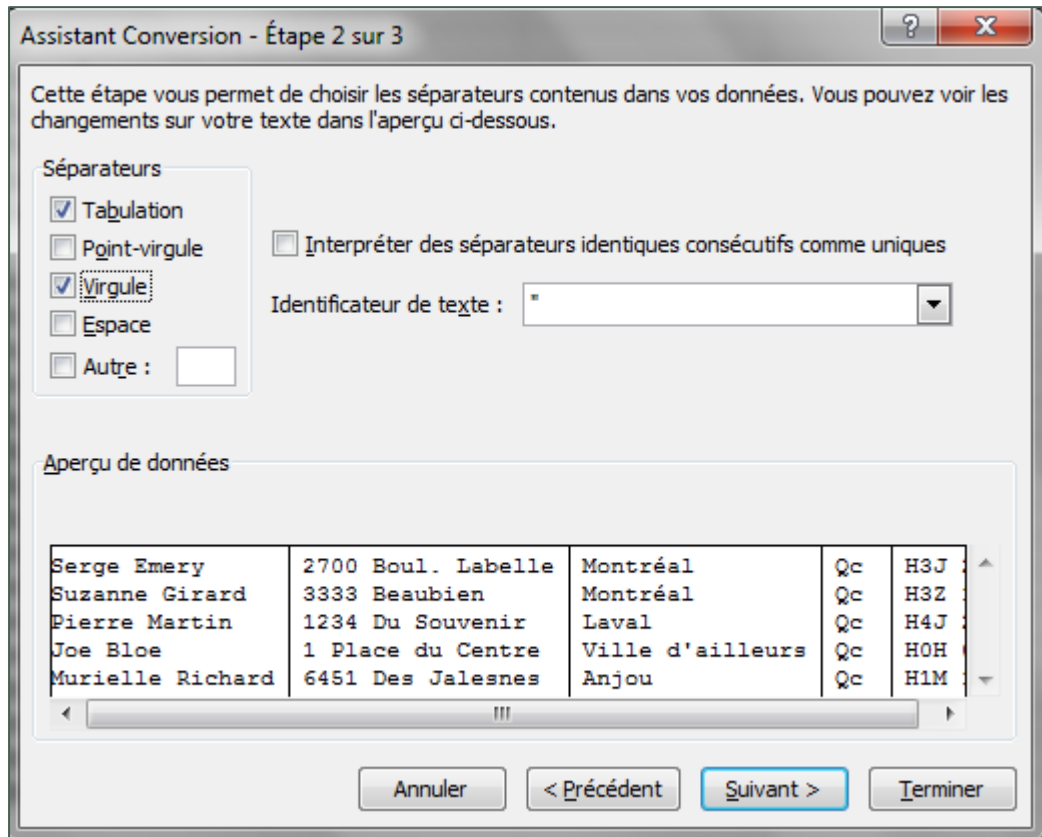 Assistant Conversion - Étape 2 sur 3
Cette étape vous permet de choisir les séparateurs contenus dans vos données. Vous pouvez voir les
changements sur votre texte dans l'aperçu ci-dessous.
Séparateurs
Tabulation
Point-virgule
Virgule
Espace
Autre :
Interpréter des séparateurs identiques consécutifs comme uniques
Identificateur de texte : "
Aperçu de données
Serge Emery 2700 Boul. Labelle Montréal Qc H3J
Suzanne Girard 3333 Beaubien Montréal Qc H3Z
Pierre Martin 1234 Du Souvenir Laval Qc H4J
Joe Bloe 1 Place du Centre Ville d'ailleurs Qc H0H
Murielle Richard 6451 Des Jalesnes Anjou Qc H1M
Annuler < Précédent Suivant > Terminer